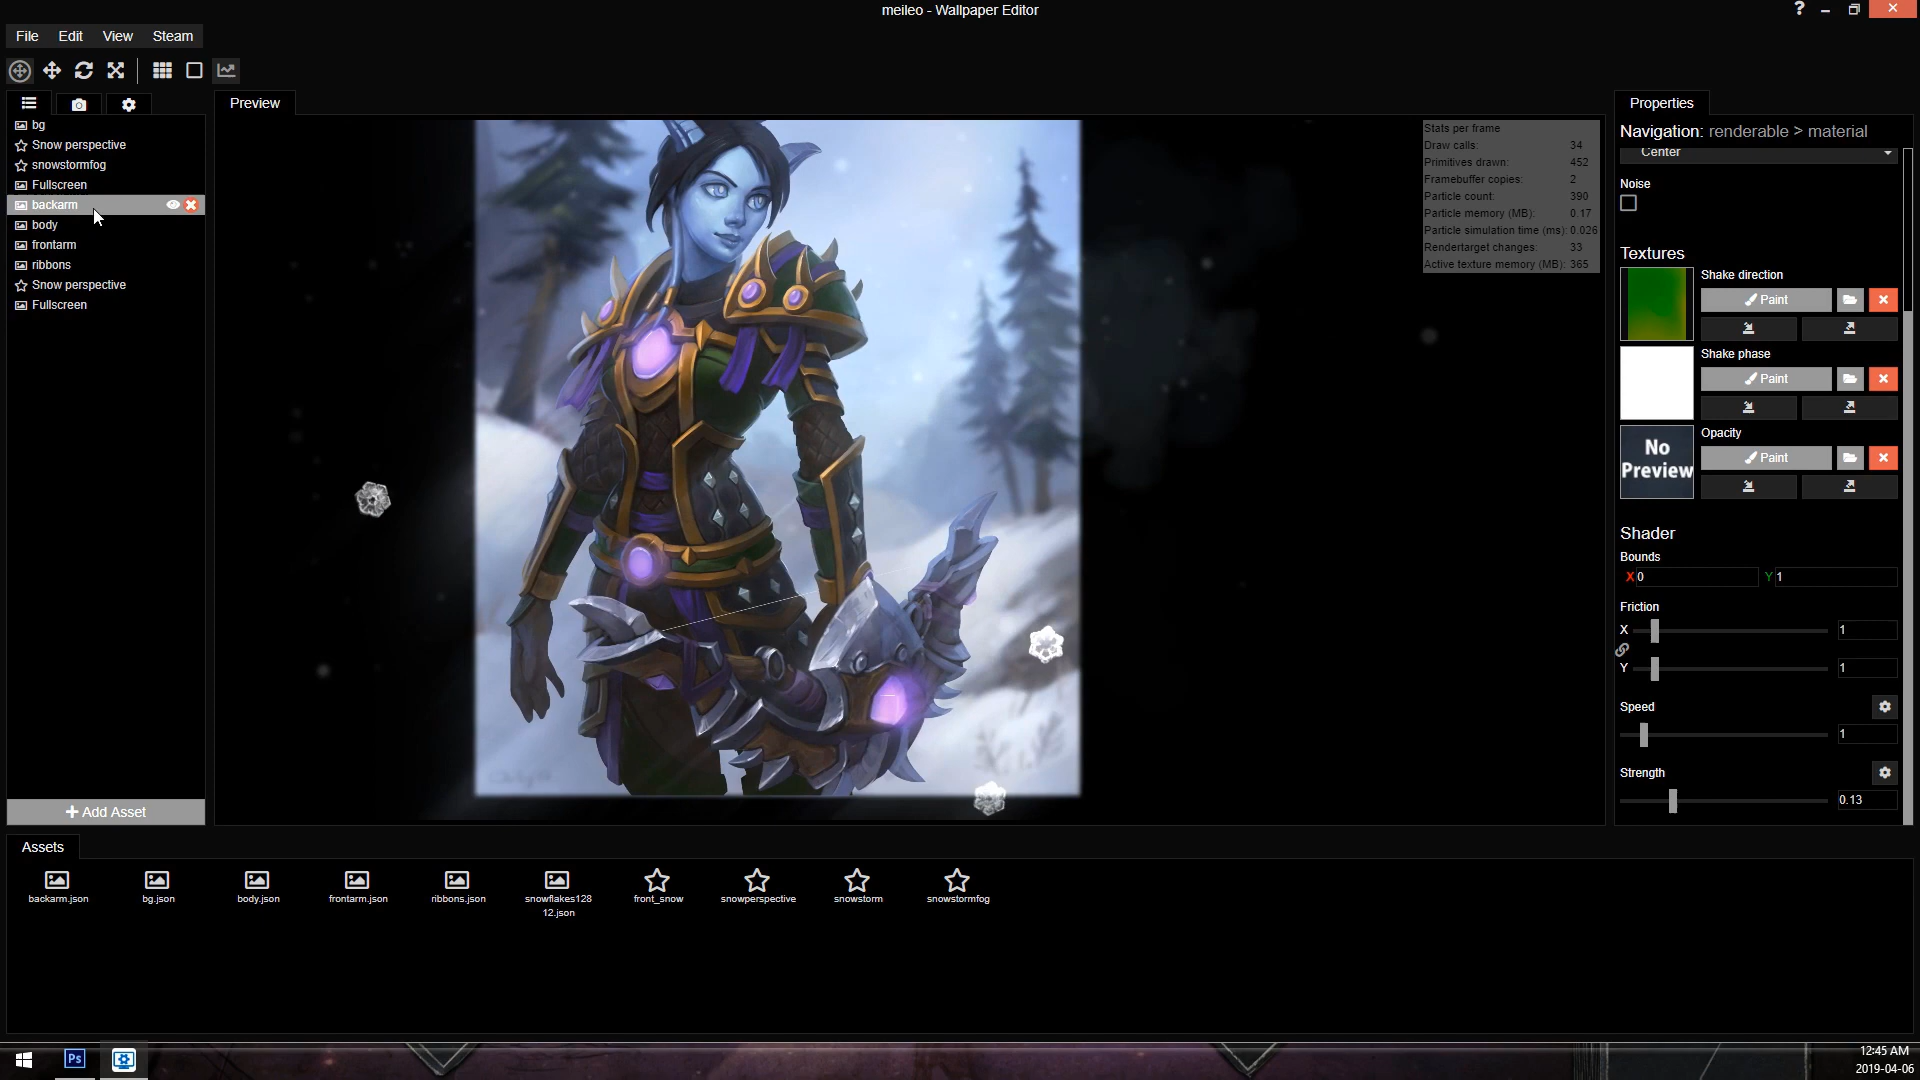 meileo - Wallpaper Editor
?
File Edit View Steam
Preview
Properties
bg
Snow perspective
snowstormfog
Fullscreen
backarm
body
frontarm
ribbons
Snow perspective
Fullscreen
Add Asset
Stats per frame
Draw calls: 34
Primitives drawn: 452
Framebuffer copies: 2
Particle count: 390
Particle memory (MB): 0.17
Particle simulation time (ms): 0.026
Rendertarget changes: 33
Active texture memory (MB): 365
Navigation: renderable > material
Center
Noise
Textures
Shake direction
Paint
Shake phase
Paint
No Preview
Opacity
Paint
Shader
Bounds
X 0 Y 1
Friction
X 1
Y 1
Speed
1
Strength
0.13
Assets
backarm.json
bg.json
body.json
frontarm.json
ribbons.json
snowflakes128
12.json
front_snow
snowperspective
snowstorm
snowstormfog
Ps
12:45 AM
2019-04-06